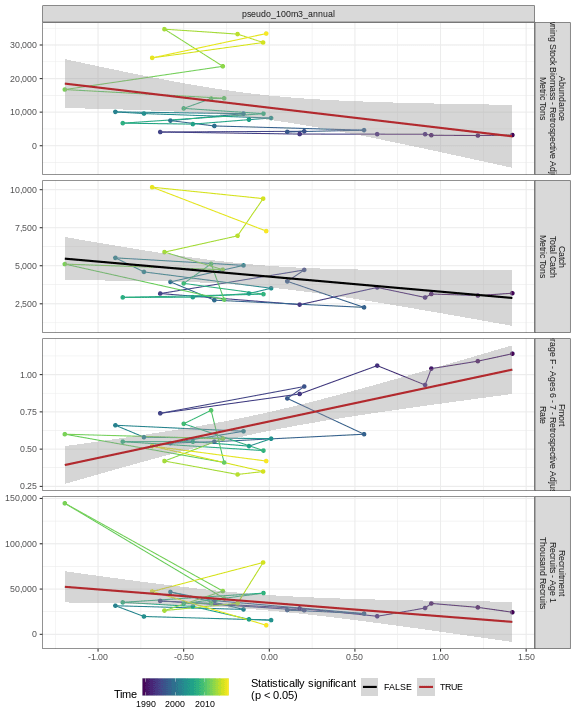 pseudo_100m3_annual
30,000
20,000
10,000
0
Abundance
Stock Biomass - Retrospective
Metric Tons
10,000
7,500
5,000
2,500
Catch
Total Catch
Metric Tons
1.00
0.75
0.50
0.25
Fmort
F - Ages 6 - 7 - Retrospective
Rate
150,000
100,000
50,000
0
Recruitment
Recruits - Age 1
Thousand Recruits
-1.00
-0.50
0.00
0.50
1.00
1.50
Time
1990 2000 2010
Statistically significant
(p < 0.05)
FALSE
TRUE